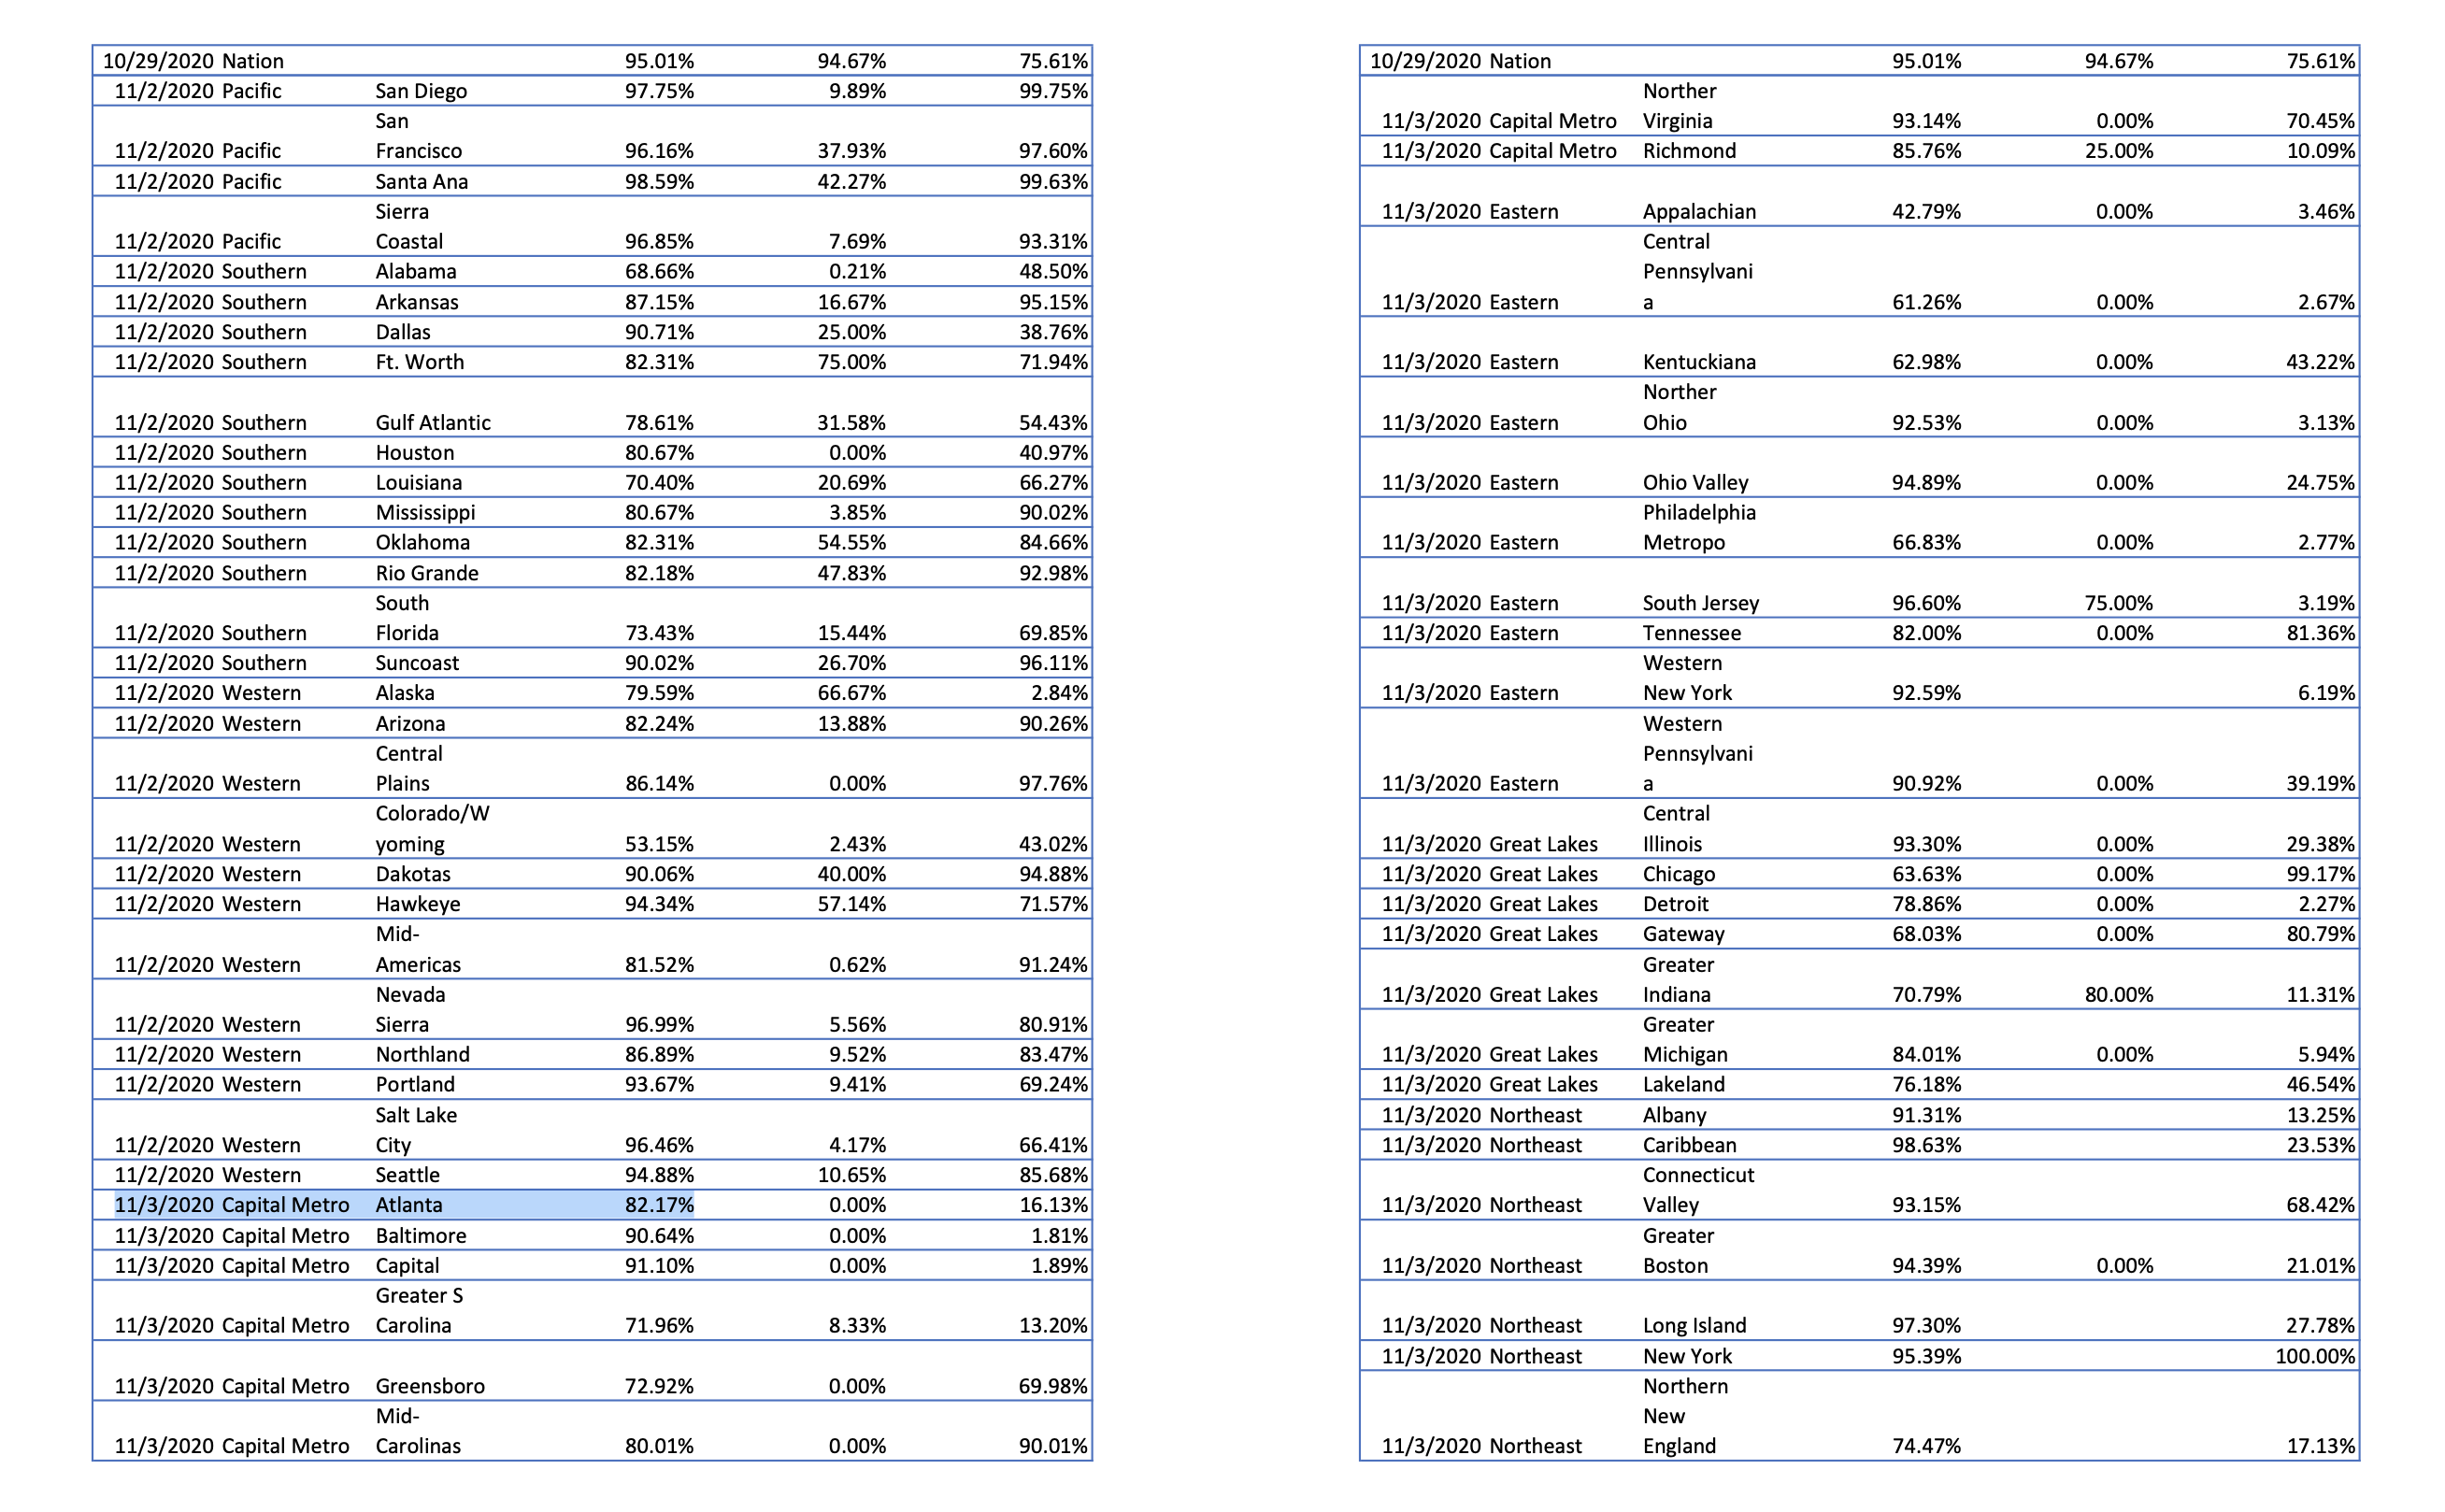 10/29/2020 Nation 95.01% 94.67% 75.61%
11/2/2020 Pacific San Diego 97.75% 9.89% 99.75%
San
11/2/2020 Pacific Francisco 96.16% 37.93% 97.60%
11/2/2020 Pacific Santa Ana 98.59% 42.27% 99.63%
Sierra
11/2/2020 Pacific Coastal 96.85% 7.69% 93.31%
11/2/2020 Southern Alabama 68.66% 0.21% 48.50%
11/2/2020 Southern Arkansas 87.15% 16.67% 95.15%
11/2/2020 Southern Dallas 90.71% 25.00% 38.76%
11/2/2020 Southern Ft. Worth 82.31% 75.00% 71.94%
11/2/2020 Southern Gulf Atlantic 78.61% 31.58% 54.43%
11/2/2020 Southern Houston 80.67% 0.00% 40.97%
11/2/2020 Southern Louisiana 70.40% 20.69% 66.27%
11/2/2020 Southern Mississippi 80.67% 3.85% 90.02%
11/2/2020 Southern Oklahoma 82.31% 54.55% 84.66%
11/2/2020 Southern Rio Grande 82.18% 47.83% 92.98%
South
11/2/2020 Southern Florida 73.43% 15.44% 69.85%
11/2/2020 Southern Suncoast 90.02% 26.70% 96.11%
11/2/2020 Western Alaska 79.59% 66.67% 2.84%
11/2/2020 Western Arizona 82.24% 13.88% 90.26%
Central
11/2/2020 Western Plains 86.14% 0.00% 97.76%
Colorado/W
11/2/2020 Western yoming 53.15% 2.43% 43.02%
11/2/2020 Western Dakotas 90.06% 40.00% 94.88%
11/2/2020 Western Hawkeye 94.34% 57.14% 71.57%
Mid-
11/2/2020 Western Americas 81.52% 0.62% 91.24%
Nevada
11/2/2020 Western Sierra 96.99% 5.56% 80.91%
11/2/2020 Western Northland 86.89% 9.52% 83.47%
11/2/2020 Western Portland 93.67% 9.41% 69.24%
Salt Lake
11/2/2020 Western City 96.46% 4.17% 66.41%
11/2/2020 Western Seattle 94.88% 10.65% 85.68%
11/3/2020 Capital Metro Atlanta 82.17% 0.00% 16.13%
11/3/2020 Capital Metro Baltimore 90.64% 0.00% 1.81%
11/3/2020 Capital Metro Capital 91.10% 0.00% 1.89%
Greater S
11/3/2020 Capital Metro Carolina 71.96% 8.33% 13.20%
11/3/2020 Capital Metro Greensboro 72.92% 0.00% 69.98%
Mid-
11/3/2020 Capital Metro Carolinas 80.01% 0.00% 90.01%
10/29/2020 Nation 95.01% 94.67% 75.61%
Norther
11/3/2020 Capital Metro Virginia 93.14% 0.00% 70.45%
11/3/2020 Capital Metro Richmond 85.76% 25.00% 10.09%
11/3/2020 Eastern Appalachian 42.79% 0.00% 3.46%
Central
Pennsylvani
11/3/2020 Eastern a 61.26% 0.00% 2.67%
11/3/2020 Eastern Kentuckiana 62.98% 0.00% 43.22%
Norther
11/3/2020 Eastern Ohio 92.53% 0.00% 3.13%
11/3/2020 Eastern Ohio Valley 94.89% 0.00% 24.75%
Philadelphia
11/3/2020 Eastern Metropo 66.83% 0.00% 2.77%
11/3/2020 Eastern South Jersey 96.60% 75.00% 3.19%
11/3/2020 Eastern Tennessee 82.00% 0.00% 81.36%
Western
11/3/2020 Eastern New York 92.59% 6.19%
Western
Pennsylvani
11/3/2020 Eastern a 90.92% 0.00% 39.19%
Central
11/3/2020 Great Lakes Illinois 93.30% 0.00% 29.38%
11/3/2020 Great Lakes Chicago 63.63% 0.00% 99.17%
11/3/2020 Great Lakes Detroit 78.86% 0.00% 2.27%
11/3/2020 Great Lakes Gateway 68.03% 0.00% 80.79%
Greater
11/3/2020 Great Lakes Indiana 70.79% 80.00% 11.31%
Greater
11/3/2020 Great Lakes Michigan 84.01% 0.00% 5.94%
11/3/2020 Great Lakes Lakeland 76.18% 46.54%
11/3/2020 Northeast Albany 91.31% 13.25%
11/3/2020 Northeast Caribbean 98.63% 23.53%
Connecticut
11/3/2020 Northeast Valley 93.15% 68.42%
Greater
11/3/2020 Northeast Boston 94.39% 0.00% 21.01%
11/3/2020 Northeast Long Island 97.30% 27.78%
11/3/2020 Northeast New York 95.39% 100.00%
Northern
New
11/3/2020 Northeast England 74.47% 17.13%